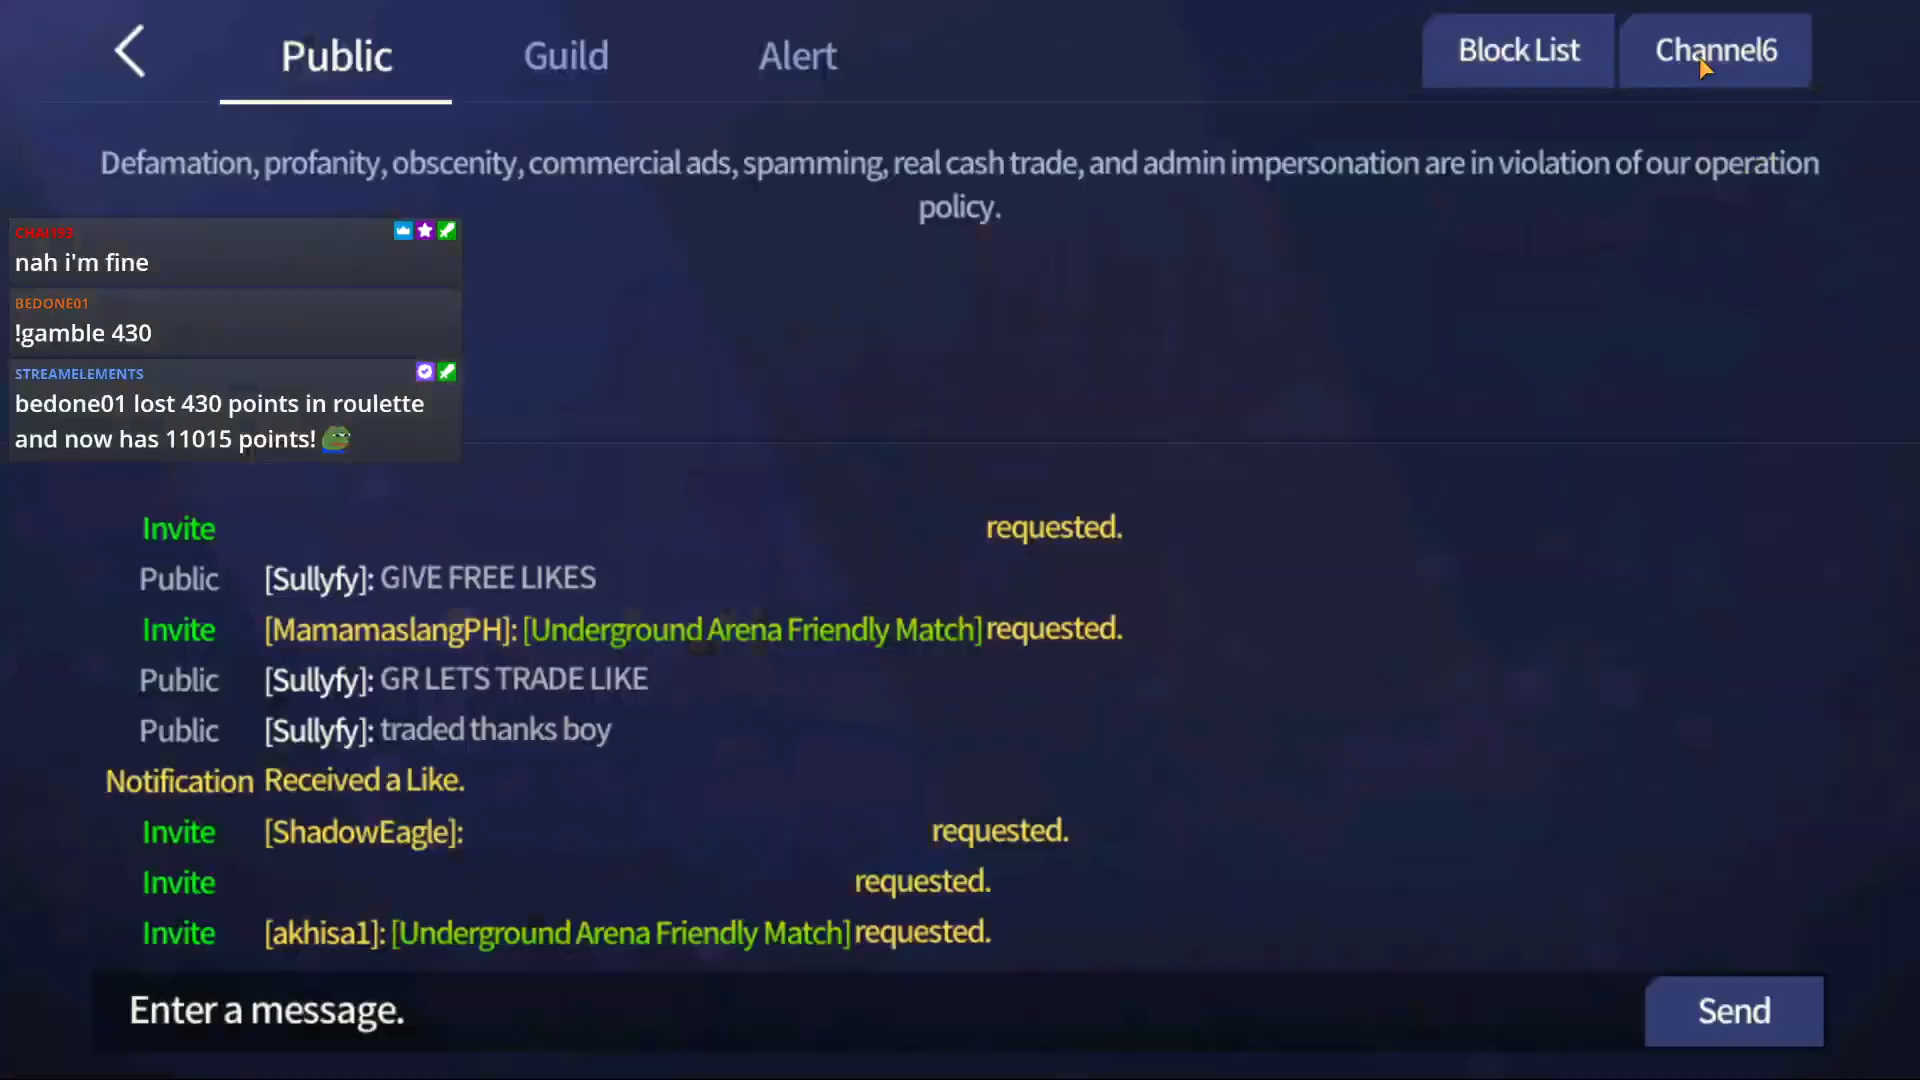 Public Guild Alert Block List Channel6
Defamation, profanity, obscenity, commercial ads, spamming, real cash trade, and admin impersonation are in violation of our operation
policy.
CHAI193
nah i'm fine
BEDONE01
!gamble 430
STREAMELEMENTS
bedone01 lost 430 points in roulette
and now has 11015 points!
Invite requested.
Public [Sullyfy]: GIVE FREE LIKES
Invite [MamamaslangPH]: [Underground Arena Friendly Match] requested.
Public [Sullyfy]: GR LETS TRADE LIKE
Public [Sullyfy]: traded thanks boy
Notification Received a Like.
Invite [ShadowEagle]: requested.
Invite requested.
Invite [akhisa1]: [Underground Arena Friendly Match] requested.
Enter a message. Send